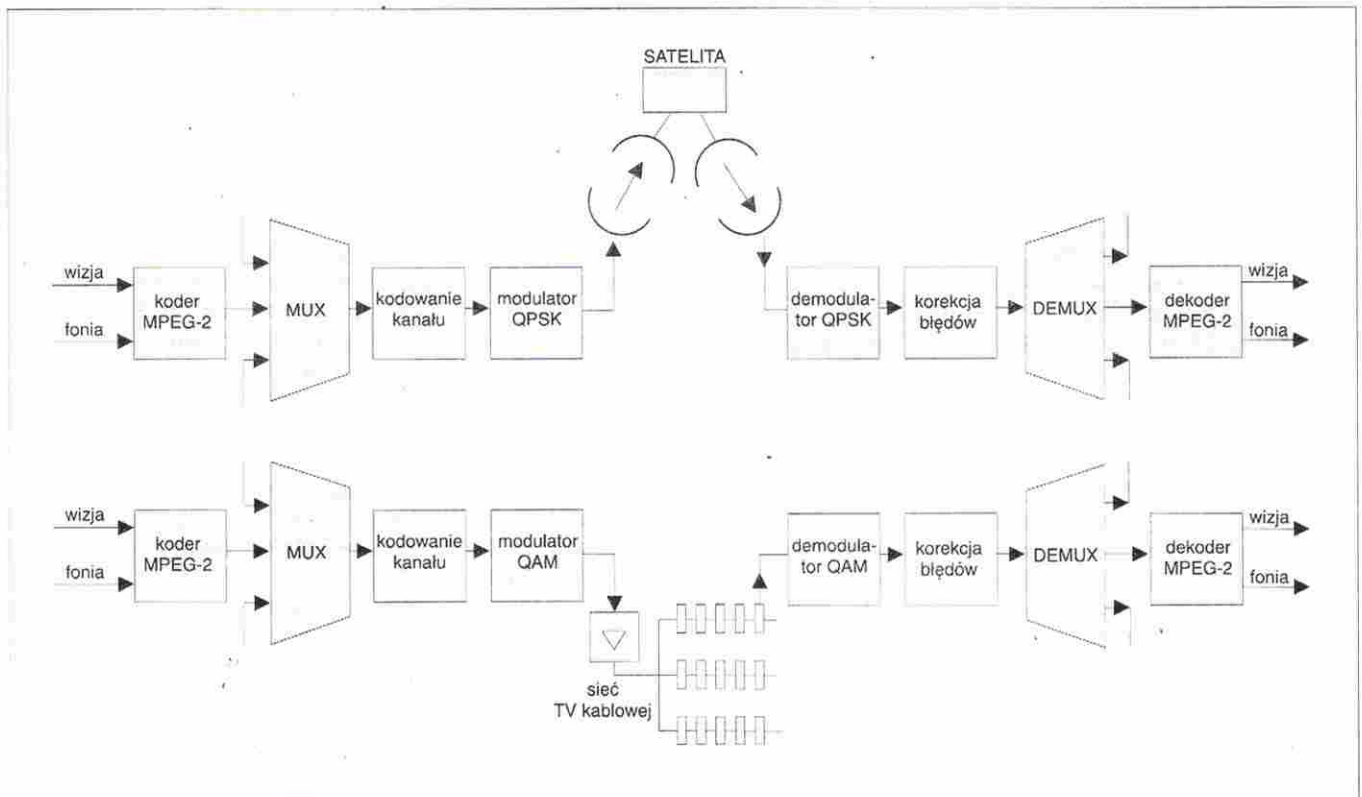 SATELITA
wizja
fonia
koder
MPEG-2
MUX
kodowanie
kanału
modulator
QPSK
demodula-
tor QPSK
korekcja
błędów
DEMUX
dekoder
MPEG-2
wizja
fonia
wizja
fonia
koder
MPEG-2
MUX
kodowanie
kanału
modulator
QAM
sieć
TV kablowej
demodula-
tor QAM
korekcja
błędów
DEMUX
dekoder
MPEG-2
wizja
fonia